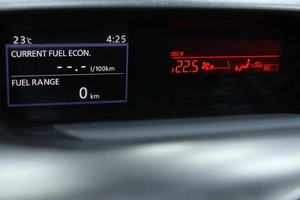 23°C 4:25
CURRENT FUEL ECON.
--.- l/100km
FUEL RANGE
0 km
22.5